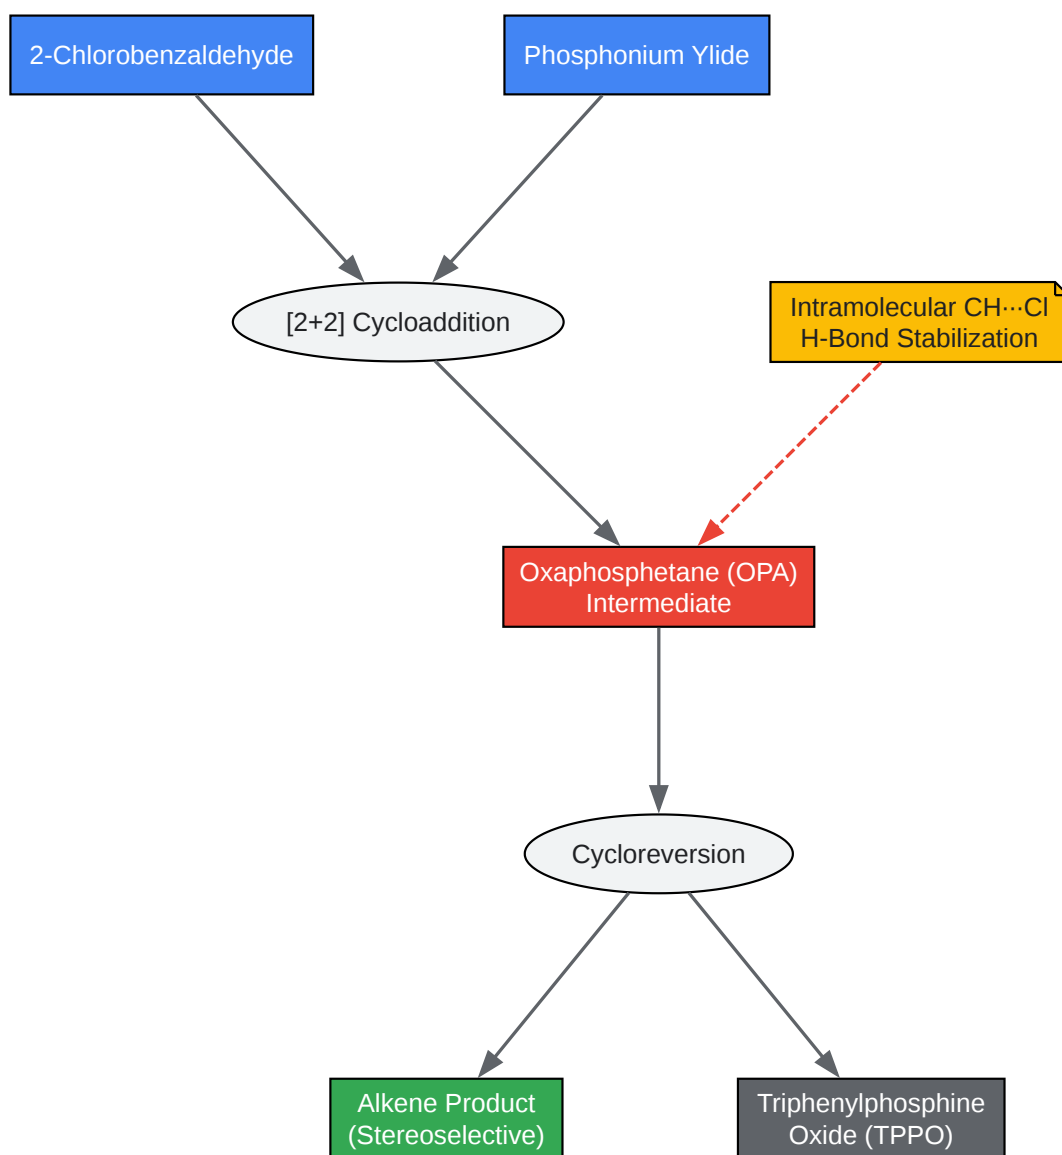 2-Chlorobenzaldehyde
Phosphonium Ylide
[2+2] Cycloaddition
Intramolecular CH···Cl
H-Bond Stabilization
Oxaphosphetane (OPA)
Intermediate
Cycloreversion
Alkene Product
(Stereoselective)
Triphenylphosphine
Oxide (TPPO)